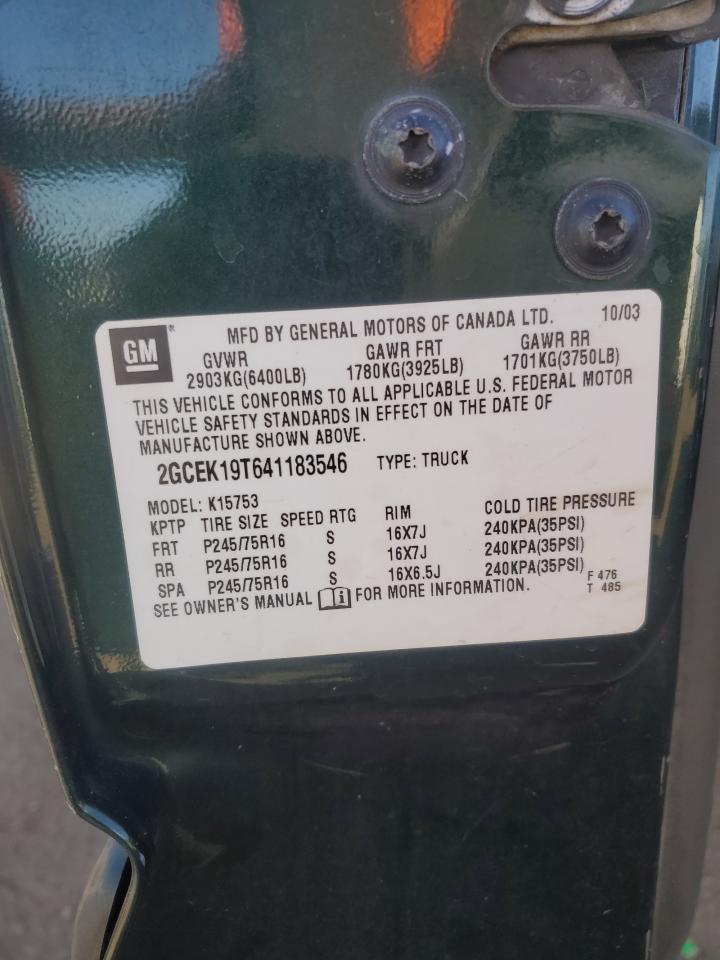 GM® MFD BY GENERAL MOTORS OF CANADA LTD. 10/03
GVWR GAWR FRT GAWR RR
2903KG(6400LB) 1780KG(3925LB) 1701KG(3750LB)
THIS VEHICLE CONFORMS TO ALL APPLICABLE U.S. FEDERAL MOTOR
VEHICLE SAFETY STANDARDS IN EFFECT ON THE DATE OF
MANUFACTURE SHOWN ABOVE.
2GCEK19T641183546 TYPE: TRUCK
MODEL: K15753
KPTP TIRE SIZE SPEED RTG RIM COLD TIRE PRESSURE
FRT P245/75R16 S 16X7J 240KPA(35PSI)
RR P245/75R16 S 16X7J 240KPA(35PSI)
SPA P245/75R16 S 16X6.5J 240KPA(35PSI)
SEE OWNER'S MANUAL i FOR MORE INFORMATION. F 476
T 485